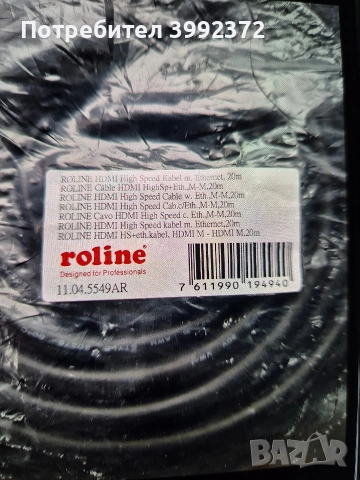 Потребител 3992372
ROLINE HDMI High Speed Kabel m. Ethernet, 20m
ROLINE Câble HDMI HighSp+Eth.,M-M,20m
ROLINE HDMI High Speed Cable w. Eth.,M-M,20m
ROLINE HDMI High Speed Cab.c/Eth.,M-M,20m
ROLINE Cavo HDMI High Speed c. Eth.,M-M,20m
ROLINE HDMI High Speed kabel m. Ethernet,20m
ROLINE HDMI HS+eth.kabel, HDMI M - HDMI M,20m
roline®
Designed for Professionals
11.04.5549AR
7 611990 194940
BAZAR